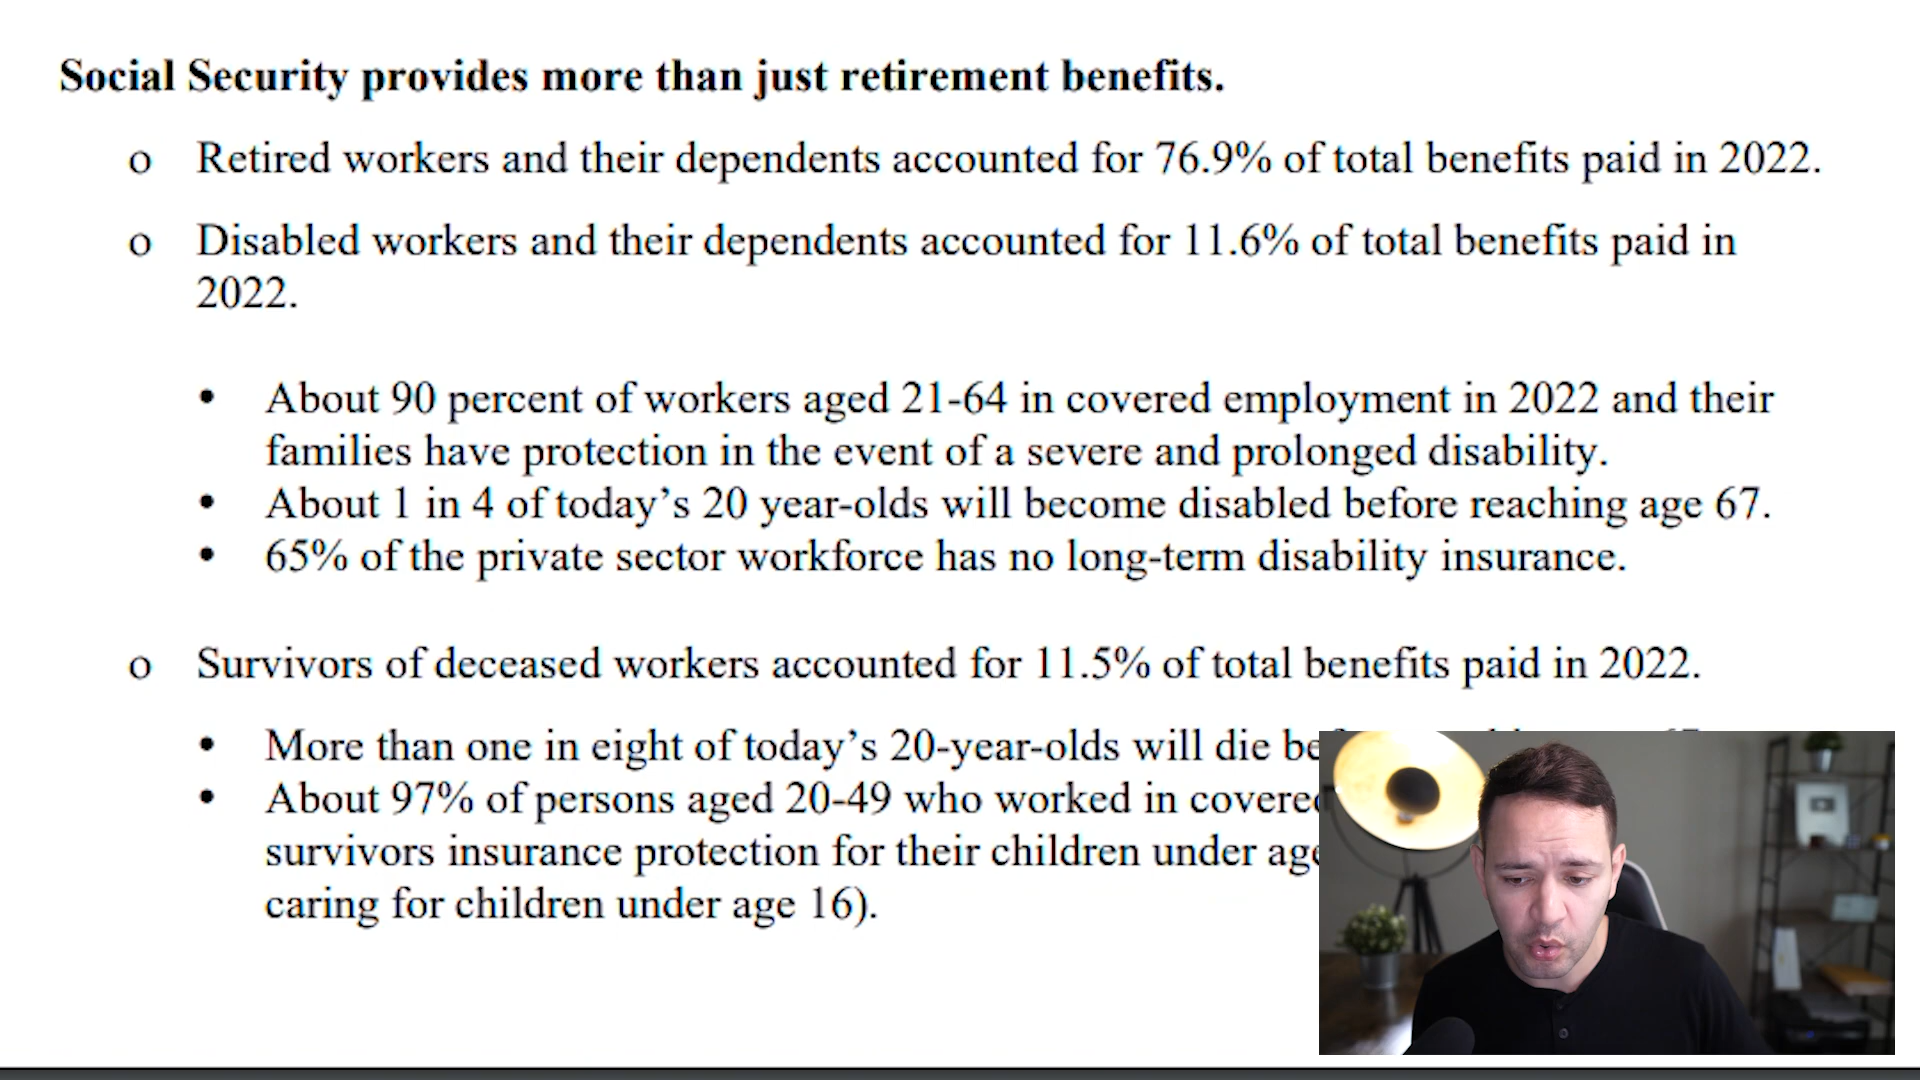 Social Security provides more than just retirement benefits.
o Retired workers and their dependents accounted for 76.9% of total benefits paid in 2022.
o Disabled workers and their dependents accounted for 11.6% of total benefits paid in
2022.
• About 90 percent of workers aged 21-64 in covered employment in 2022 and their
families have protection in the event of a severe and prolonged disability.
• About 1 in 4 of today’s 20 year-olds will become disabled before reaching age 67.
• 65% of the private sector workforce has no long-term disability insurance.
o Survivors of deceased workers accounted for 11.5% of total benefits paid in 2022.
• More than one in eight of today’s 20-year-olds will die
• About 97% of persons aged 20-49 who worked in
survivors insurance protection for their children under
caring for children under age 16).